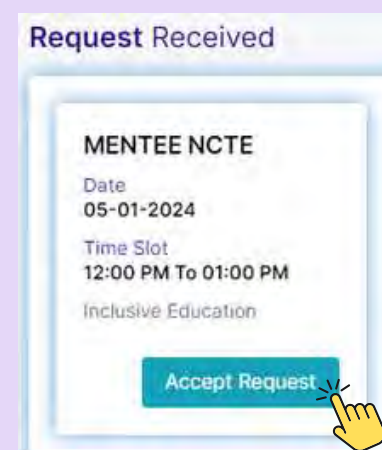 Request Received
MENTEE NCTE
Date
05-01-2024
Time Slot
12:00 PM To 01:00 PM
Inclusive Education
Accept Request